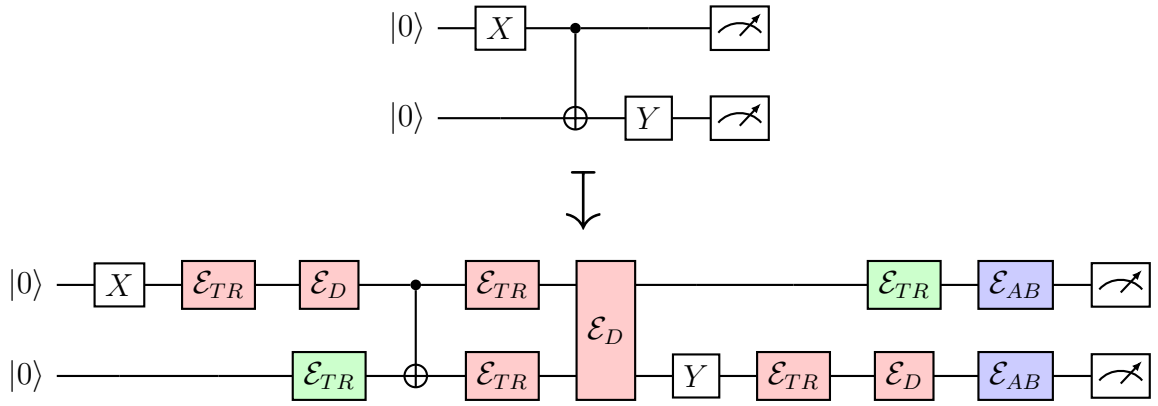 |0⟩ X
|0⟩ Y
|0⟩ X ℰ_TR ℰ_D ℰ_TR ℰ_D ℰ_TR ℰ_AB
|0⟩ ℰ_TR ℰ_TR Y ℰ_TR ℰ_D ℰ_AB